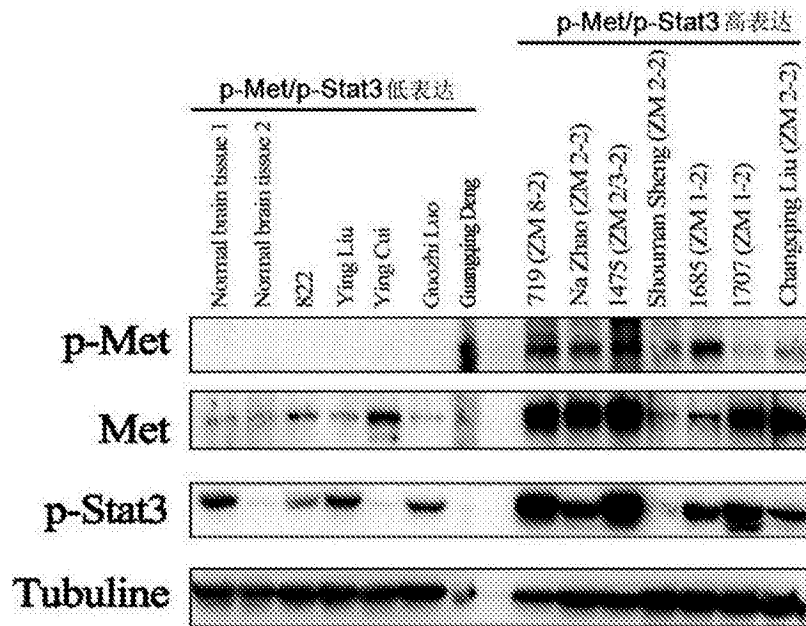 p-Met/p-Stat3 高表达
p-Met/p-Stat3 低表达
Normal brain tissue 1
Normal brain tissue 2
822
Ying Liu
Ying Cui
Guozhi Luo
Guangqing Deng
719 (ZM 8-2)
Na Zhao (ZM 2-2)
1475 (ZM 2/3-2)
Shouman Sheng (ZM 2-2)
1685 (ZM 1-2)
1707 (ZM 1-2)
Changqing Liu (ZM 2-2)
p-Met
Met
p-Stat3
Tubuline